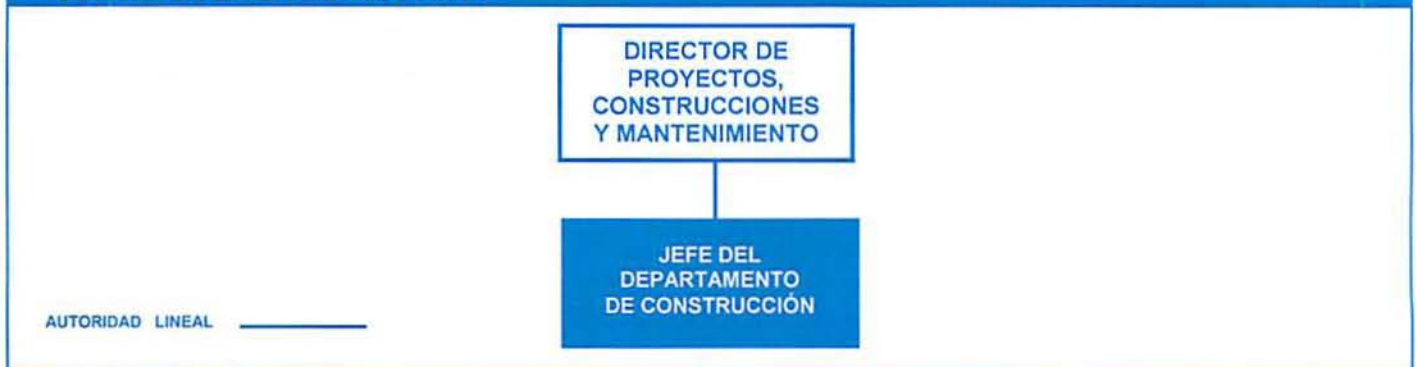 DIRECTOR DE
PROYECTOS,
CONSTRUCCIONES
Y MANTENIMIENTO
JEFE DEL
DEPARTAMENTO
DE CONSTRUCCIÓN
AUTORIDAD LINEAL